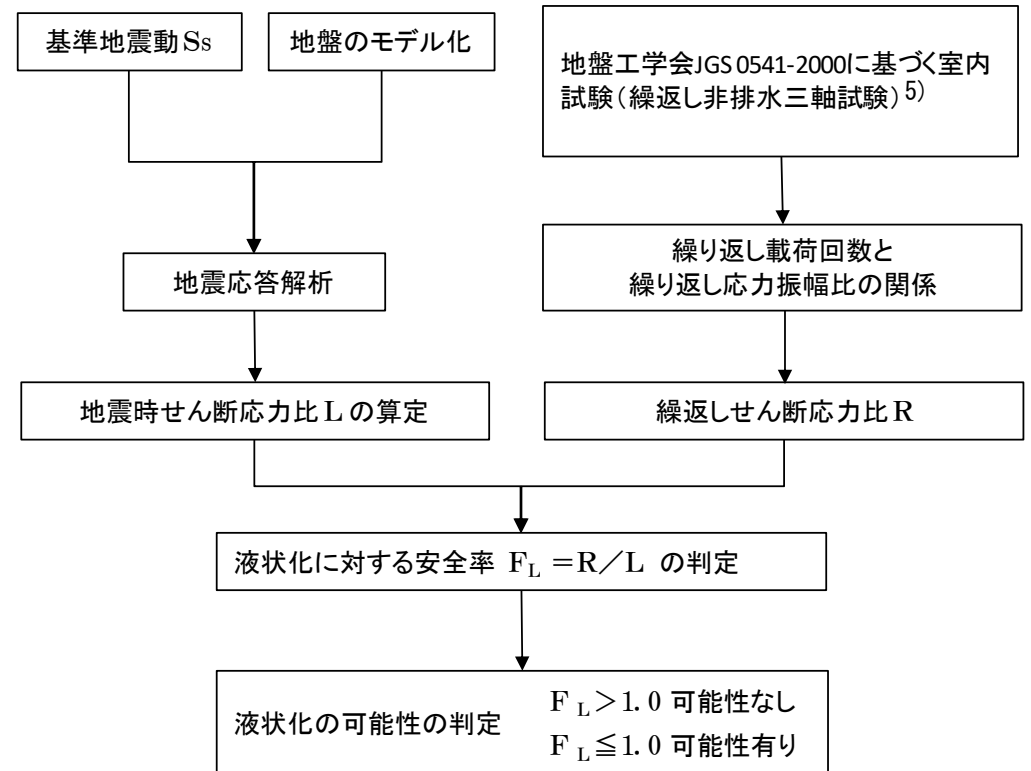 基準地震動Ss
地盤のモデル化
地盤工学会JGS 0541-2000に基づく室内
試験(繰返し非排水三軸試験)5)
繰り返し載荷回数と
繰り返し応力振幅比の関係
地震応答解析
地震時せん断応力比Lの算定
繰返しせん断応力比R
液状化に対する安全率 FL=R/L の判定
液状化の可能性の判定
FL>1.0 可能性なし
FL≦1.0 可能性有り